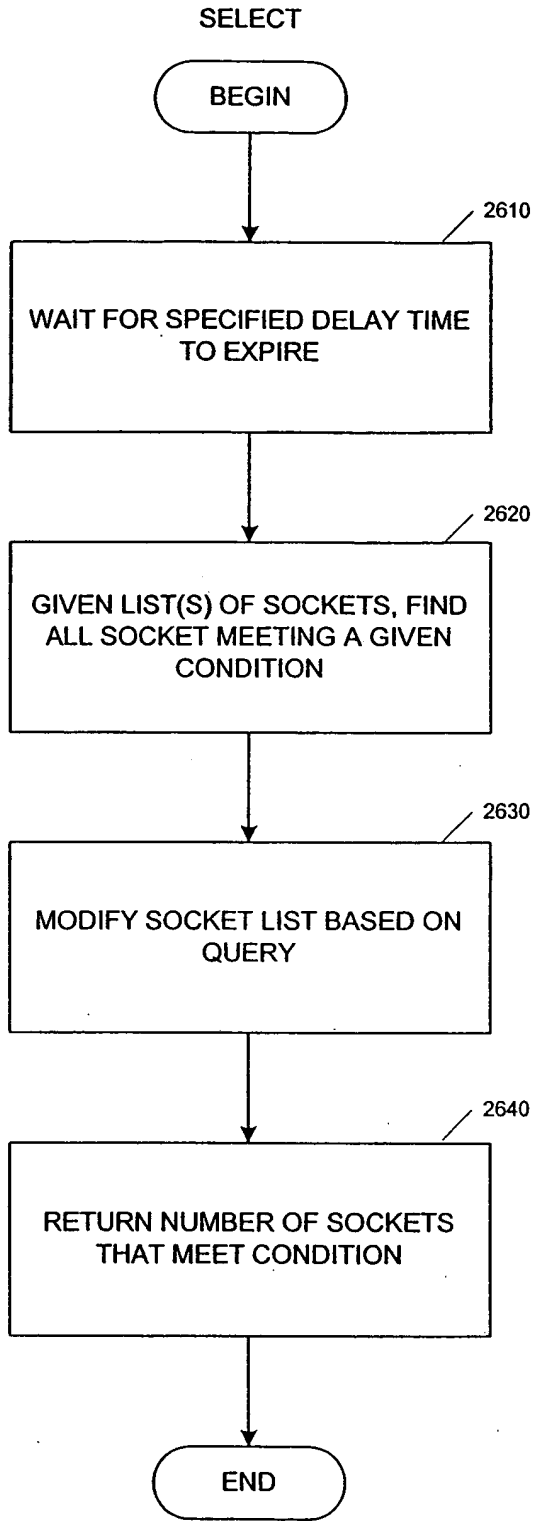 SELECT
BEGIN
2610
WAIT FOR SPECIFIED DELAY TIME
TO EXPIRE
2620
GIVEN LIST(S) OF SOCKETS, FIND
ALL SOCKET MEETING A GIVEN
CONDITION
2630
MODIFY SOCKET LIST BASED ON
QUERY
2640
RETURN NUMBER OF SOCKETS
THAT MEET CONDITION
END